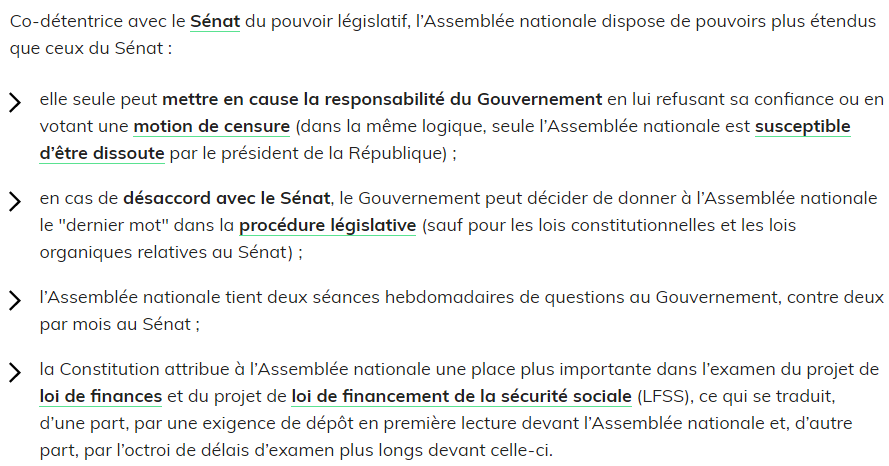 Co-détentrice avec le Sénat du pouvoir législatif, l’Assemblée nationale dispose de pouvoirs plus étendus
que ceux du Sénat :
elle seule peut mettre en cause la responsabilité du Gouvernement en lui refusant sa confiance ou en
votant une motion de censure (dans la même logique, seule l’Assemblée nationale est susceptible
d’être dissoute par le président de la République) ;
en cas de désaccord avec le Sénat, le Gouvernement peut décider de donner à l’Assemblée nationale
le "dernier mot" dans la procédure législative (sauf pour les lois constitutionnelles et les lois
organiques relatives au Sénat) ;
l’Assemblée nationale tient deux séances hebdomadaires de questions au Gouvernement, contre deux
par mois au Sénat ;
la Constitution attribue à l’Assemblée nationale une place plus importante dans l’examen du projet de
loi de finances et du projet de loi de financement de la sécurité sociale (LFSS), ce qui se traduit,
d’une part, par une exigence de dépôt en première lecture devant l’Assemblée nationale et, d’autre
part, par l’octroi de délais d’examen plus longs devant celle-ci.